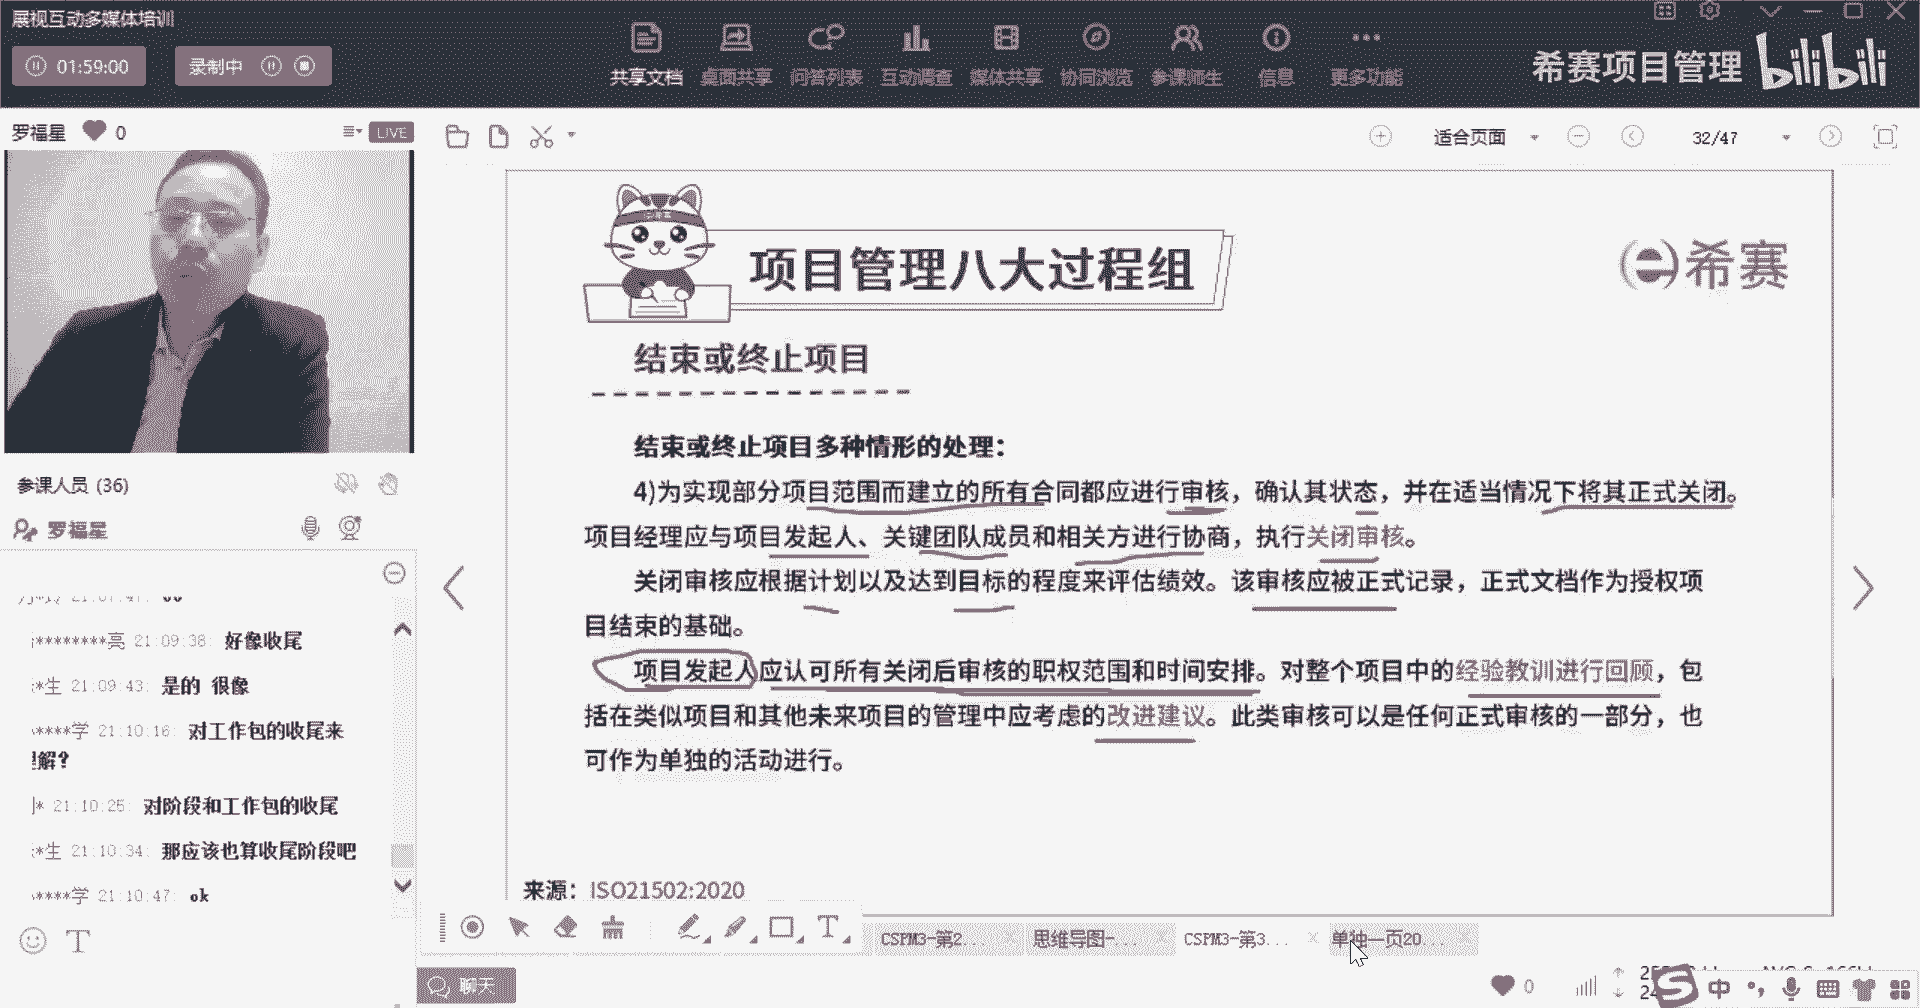 展视互动多媒体培训
01:59:00
录制中
共享文档
桌面共享
问答列表
互动调查
媒体共享
协同浏览
参课师生
信息
更多功能
希赛项目管理
bilibili
罗福星
0
LIVE
适合页面
32/47
项目管理八大过程组
希赛
结束或终止项目
结束或终止项目多种情形的处理：
4)为实现部分项目范围而建立的所有合同都应进行审核，确认其状态，并在适当情况下将其正式关闭。
项目经理应与项目发起人、关键团队成员和相关方进行协商，执行关闭审核。
关闭审核应根据计划以及达到目标的程度来评估绩效。该审核应被正式记录，正式文档作为授权项
目结束的基础。
项目发起人应认可所有关闭后审核的职权范围和时间安排。对整个项目中的经验教训进行回顾，包
括在类似项目和其他未来项目的管理中应考虑的改进建议。此类审核可以是任何正式审核的一部分，也
可作为单独的活动进行。
来源：ISO21502:2020
参课人员 (36)
罗福星
********亮 21:09:38: 好像收尾
*生 21:09:43: 是的 很像
****学 21:10:16: 对工作包的收尾来
解?
* 21:10:25: 对阶段和工作包的收尾
*生 21:10:34: 那应该也算收尾阶段吧
****学 21:10:47: ok
T
T
CSPM3-第2...
思维导图-...
CSPM3-第3...
单独一页20...
聊天
0
S
中